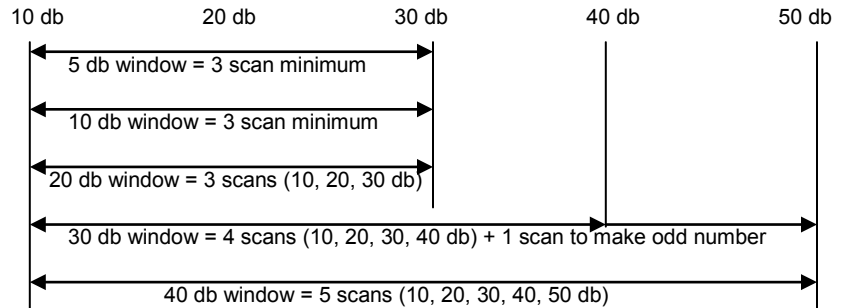 10 db 20 db 30 db 40 db 50 db
5 db window = 3 scan minimum
10 db window = 3 scan minimum
20 db window = 3 scans (10, 20, 30 db)
30 db window = 4 scans (10, 20, 30, 40 db) + 1 scan to make odd number
40 db window = 5 scans (10, 20, 30, 40, 50 db)